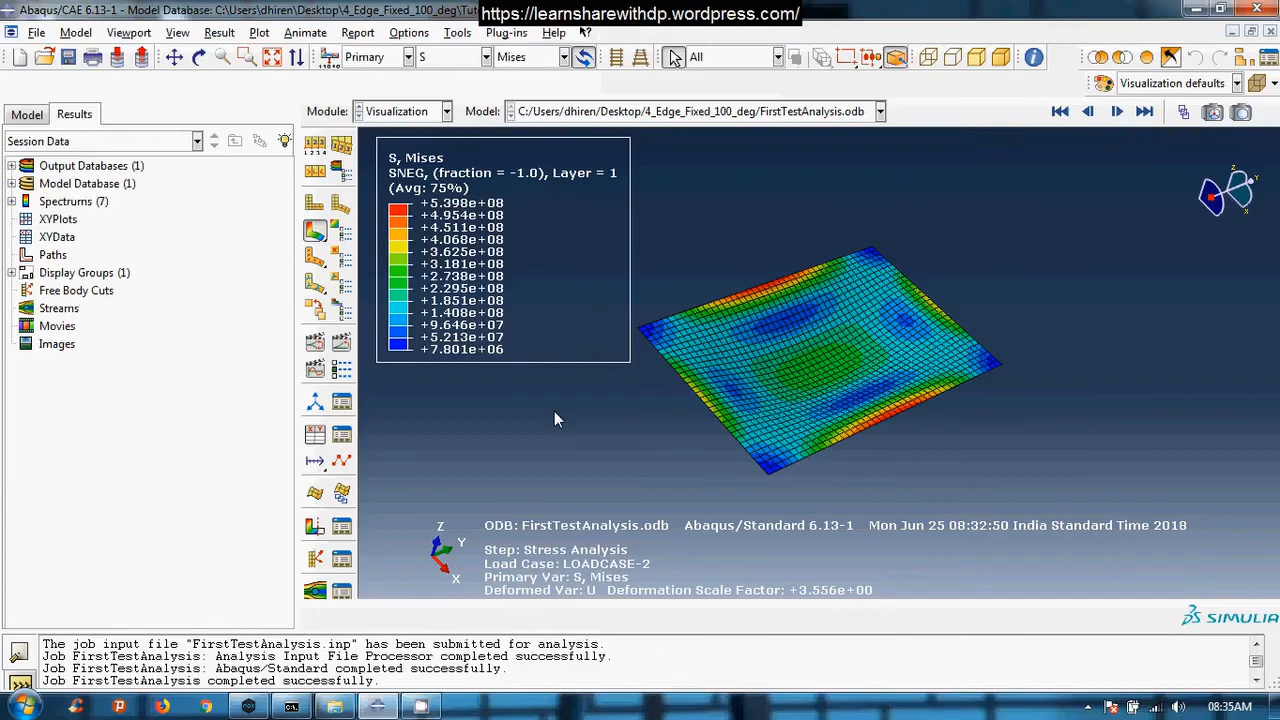 Abaqus/CAE 6.13-1 - Model Database: C:\Users\dhiren\Desktop\4_Edge_Fixed_100_deg\Tut
https://learnsharewithdp.wordpress.com/
File Model Viewport View Result Plot Animate Report Options Tools Plug-ins Help
Primary S Mises All
Visualization defaults
Model Results Module: Visualization Model: C:/Users/dhiren/Desktop/4_Edge_Fixed_100_deg/FirstTestAnalysis.odb
Session Data
Output Databases (1)
Model Database (1)
Spectrums (7)
XYPlots
XYData
Paths
Display Groups (1)
Free Body Cuts
Streams
Movies
Images
S, Mises
SNEG, (fraction = -1.0), Layer = 1
(Avg: 75%)
+5.398e+08
+4.954e+08
+4.511e+08
+4.068e+08
+3.625e+08
+3.181e+08
+2.738e+08
+2.295e+08
+1.851e+08
+1.408e+08
+9.646e+07
+5.213e+07
+7.801e+06
Z
Y
X
Z
Y
X
ODB: FirstTestAnalysis.odb Abaqus/Standard 6.13-1 Mon Jun 25 08:32:50 India Standard Time 2018
Step: Stress Analysis
Load Case: LOADCASE-2
Primary Var: S, Mises
Deformed Var: U Deformation Scale Factor: +3.556e+00
SIMULIA
The job input file "FirstTestAnalysis.inp" has been submitted for analysis.
Job FirstTestAnalysis: Analysis Input File Processor completed successfully.
Job FirstTestAnalysis: Abaqus/Standard completed successfully.
Job FirstTestAnalysis completed successfully.
08:35AM